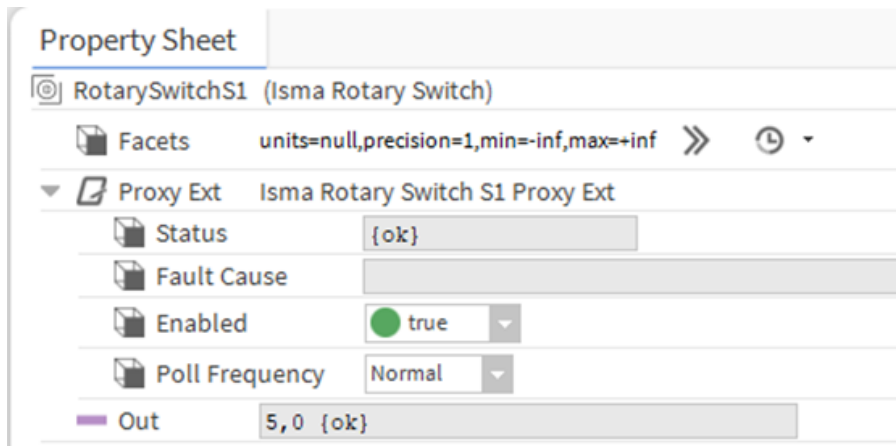 Property Sheet
RotarySwitchS1 (Isma Rotary Switch)
Facets units=null,precision=1,min=-inf,max=+inf
Proxy Ext Isma Rotary Switch S1 Proxy Ext
Status {ok}
Fault Cause
Enabled true
Poll Frequency Normal
Out 5,0 {ok}